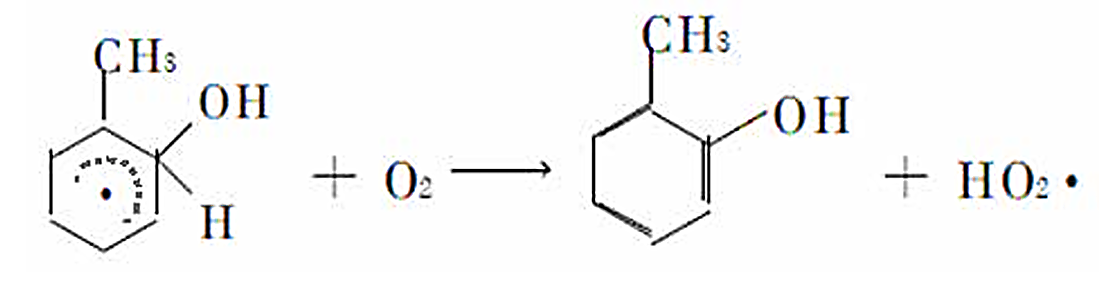 CH3 CH3
OH OH
+ O2 → + HO2•
H